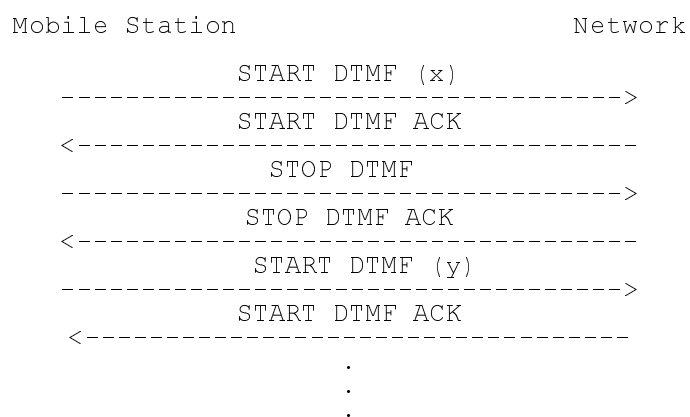 Mobile Station Network
START DTMF (x)
----------------------------------->
START DTMF ACK
<-----------------------------------
STOP DTMF
----------------------------------->
STOP DTMF ACK
<-----------------------------------
START DTMF (y)
----------------------------------->
START DTMF ACK
<----------------------------------
.
.
.